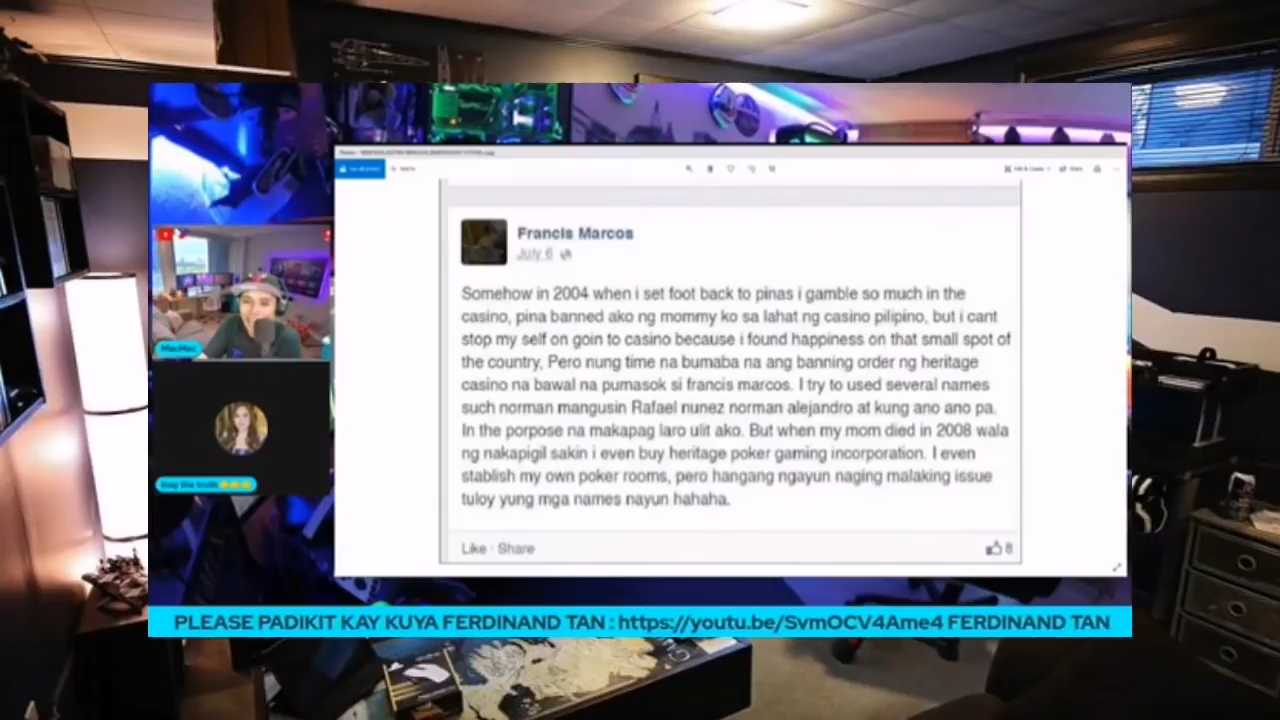 Francis Marcos
July 6
Somehow in 2004 when i set foot back to pinas i gamble so much in the
casino, pina banned ako ng mommy ko sa lahat ng casino pilipino, but i cant
stop my self on goin to casino because i found happiness on that small spot of
the country, Pero nung time na bumaba na ang banning order ng heritage
casino na bawal na pumasok si francis marcos. I try to used several names
such norman mangusin Rafael nunez norman alejandro at kung ano ano pa.
In the porpose na makapag laro ulit ako. But when my mom died in 2008 wala
ng nakapigil sakin i even buy heritage poker gaming incorporation. I even
stablish my own poker rooms, pero hangang ngayun naging malaking issue
tuloy yung mga names nayun hahaha.
Like · Share
8
MacMac
PLEASE PADIKIT KAY KUYA FERDINAND TAN : https://youtu.be/SvmOCV4Ame4 FERDINAND TAN